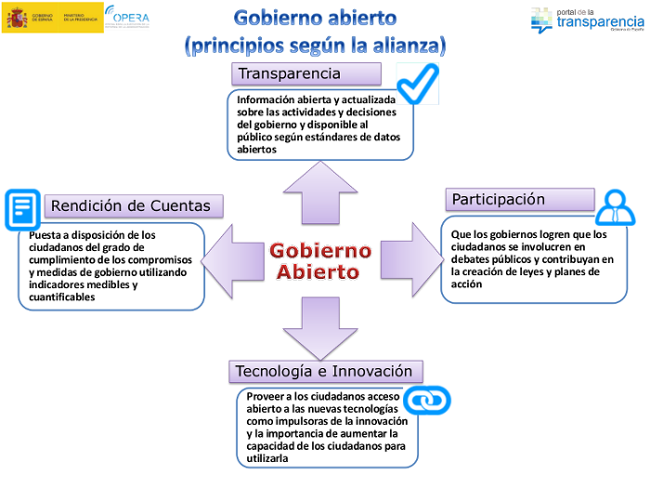 GOBIERNO
DE ESPAÑA
MINISTERIO
DE LA PRESIDENCIA
OPERA
portal de la
transparencia
Gobierno abierto
(principios según la alianza)
Transparencia
Información abierta y actualizada
sobre las actividades y decisiones
del gobierno y disponible al
público según estándares de datos
abiertos
Rendición de Cuentas
Puesta a disposición de los
ciudadanos del grado de
cumplimiento de los compromisos
y medidas de gobierno utilizando
indicadores medibles y
cuantificables
Gobierno
Abierto
Participación
Que los gobiernos logren que los
ciudadanos se involucren en
debates públicos y contribuyan en
la creación de leyes y planes de
acción
Tecnología e Innovación
Proveer a los ciudadanos acceso
abierto a las nuevas tecnologías
como impulsoras de la innovación
y la importancia de aumentar la
capacidad de los ciudadanos para
utilizarla